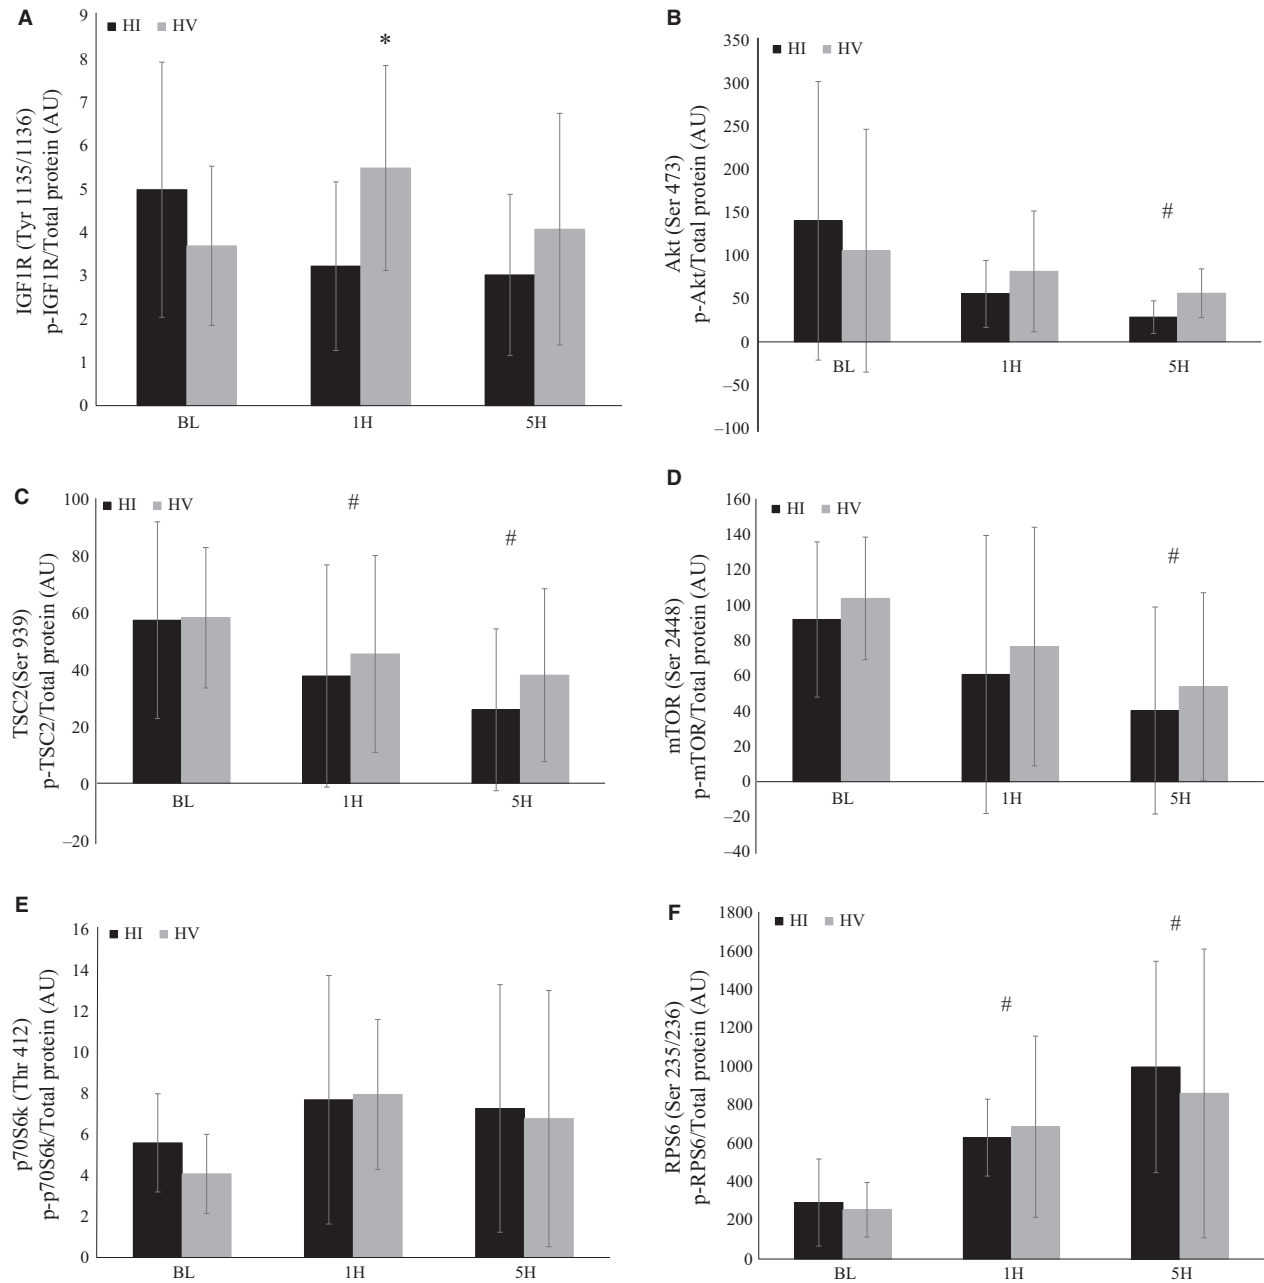 A
HI HV
*
9
8
7
6
5
4
3
2
1
0
IGF1R (Tyr 1135/1136)
p-IGF1R/Total protein (AU)
BL 1H 5H
B
HI HV
#
350
300
250
200
150
100
50
0
–50
–100
Akt (Ser 473)
p-Akt/Total protein (AU)
BL 1H 5H
C
HI HV
#
#
100
80
60
40
20
0
–20
TSC2(Ser 939)
p-TSC2/Total protein (AU)
BL 1H 5H
D
HI HV
#
160
140
120
100
80
60
40
20
0
–20
–40
mTOR (Ser 2448)
p-mTOR/Total protein (AU)
BL 1H 5H
E
HI HV
16
14
12
10
8
6
4
2
0
p70S6k (Thr 412)
p-p70S6k/Total protein (AU)
BL 1H 5H
F
HI HV
#
#
1800
1600
1400
1200
1000
800
600
400
200
0
RPS6 (Ser 235/236)
p-RPS6/Total protein (AU)
BL 1H 5H